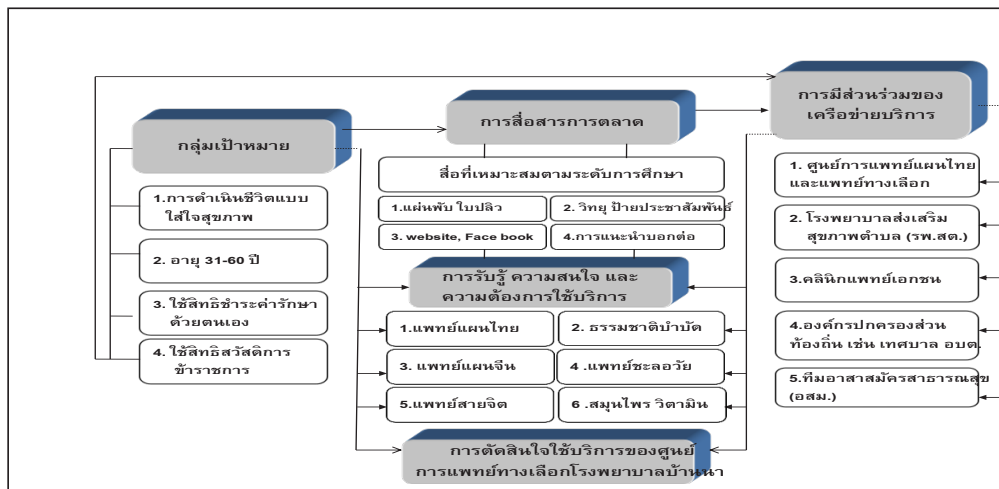 กลุ่มเป้าหมาย
1.การดำเนินชีวิตแบบ
ใส่ใจสุขภาพ
2. อายุ 31-60 ปี
3. ใช้สิทธิชำระค่ารักษา
ด้วยตนเอง
4. ใช้สิทธิสวัสดิการ
ข้าราชการ
การสื่อสารการตลาด
สื่อที่เหมาะสมตามระดับการศึกษา
1.แผ่นพับ ใบปลิว
2. วิทยุ ป้ายประชาสัมพันธ์
3. website, Face book
4.การแนะนำบอกต่อ
การรับรู้ ความสนใจ และ
ความต้องการใช้บริการ
1.แพทย์แผนไทย
2. ธรรมชาติบำบัด
3. แพทย์แผนจีน
4 .แพทย์ชะลอวัย
5.แพทย์สายจิต
6 .สมุนไพร วิตามิน
การตัดสินใจใช้บริการของศูนย์
การแพทย์ทางเลือกโรงพยาบาลบ้านนา
การมีส่วนร่วมของ
เครือข่ายบริการ
1. ศูนย์การแพทย์แผนไทย
และแพทย์ทางเลือก
2. โรงพยาบาลส่งเสริม
สุขภาพตำบล (รพ.สต.)
3.คลินิกแพทย์เอกชน
4.องค์กรปกครองส่วน
ท้องถิ่น เช่น เทศบาล อบต.
5.ทีมอาสาสมัครสาธารณสุข
(อสม.)